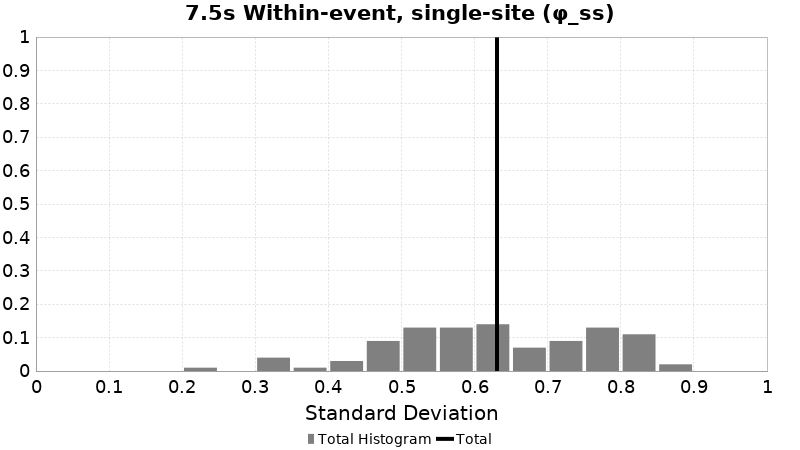 7.5s Within-event, single-site (φ_ss)
1
0.9
0.8
0.7
0.6
0.5
0.4
0.3
0.2
0.1
0
0 0.1 0.2 0.3 0.4 0.5 0.6 0.7 0.8 0.9 1
Standard Deviation
Total Histogram Total